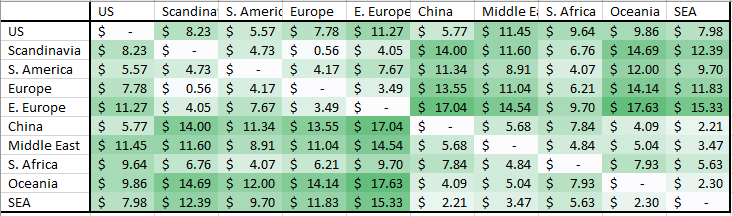 US Scandina S. Americ Europe E. Europe China Middle E S. Africa Oceania SEA
US $ - $ 8.23 $ 5.57 $ 7.78 $ 11.27 $ 5.77 $ 11.45 $ 9.64 $ 9.86 $ 7.98
Scandinavia $ 8.23 $ - $ 4.73 $ 0.56 $ 4.05 $ 14.00 $ 11.60 $ 6.76 $ 14.69 $ 12.39
S. America $ 5.57 $ 4.73 $ - $ 4.17 $ 7.67 $ 11.34 $ 8.91 $ 4.07 $ 12.00 $ 9.70
Europe $ 7.78 $ 0.56 $ 4.17 $ - $ 3.49 $ 13.55 $ 11.04 $ 6.21 $ 14.14 $ 11.83
E. Europe $ 11.27 $ 4.05 $ 7.67 $ 3.49 $ - $ 17.04 $ 14.54 $ 9.70 $ 17.63 $ 15.33
China $ 5.77 $ 14.00 $ 11.34 $ 13.55 $ 17.04 $ - $ 5.68 $ 7.84 $ 4.09 $ 2.21
Middle East $ 11.45 $ 11.60 $ 8.91 $ 11.04 $ 14.54 $ 5.68 $ - $ 4.84 $ 5.04 $ 3.47
S. Africa $ 9.64 $ 6.76 $ 4.07 $ 6.21 $ 9.70 $ 7.84 $ 4.84 $ - $ 7.93 $ 5.63
Oceania $ 9.86 $ 14.69 $ 12.00 $ 14.14 $ 17.63 $ 4.09 $ 5.04 $ 7.93 $ - $ 2.30
SEA $ 7.98 $ 12.39 $ 9.70 $ 11.83 $ 15.33 $ 2.21 $ 3.47 $ 5.63 $ 2.30 $ -